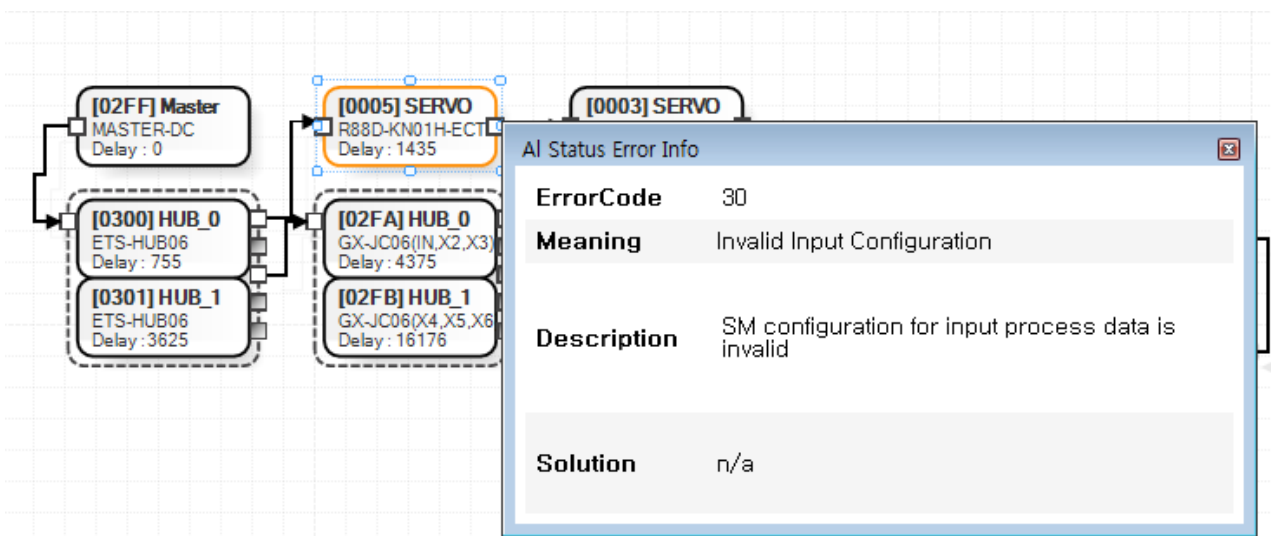 [02FF] Master
MASTER-DC
Delay : 0
[0005] SERVO
R88D-KN01H-ECT
Delay : 1435
[0003] SERVO
[0300] HUB_0
ETS-HUB06
Delay : 755
[0301] HUB_1
ETS-HUB06
Delay : 3625
[02FA] HUB_0
GX-JC06(IN,X2,X3)
Delay : 4375
[02FB] HUB_1
GX-JC06(X4,X5,X6
Delay : 16176
Al Status Error Info
ErrorCode 30
Meaning Invalid Input Configuration
Description SM configuration for input process data is
invalid
Solution n/a